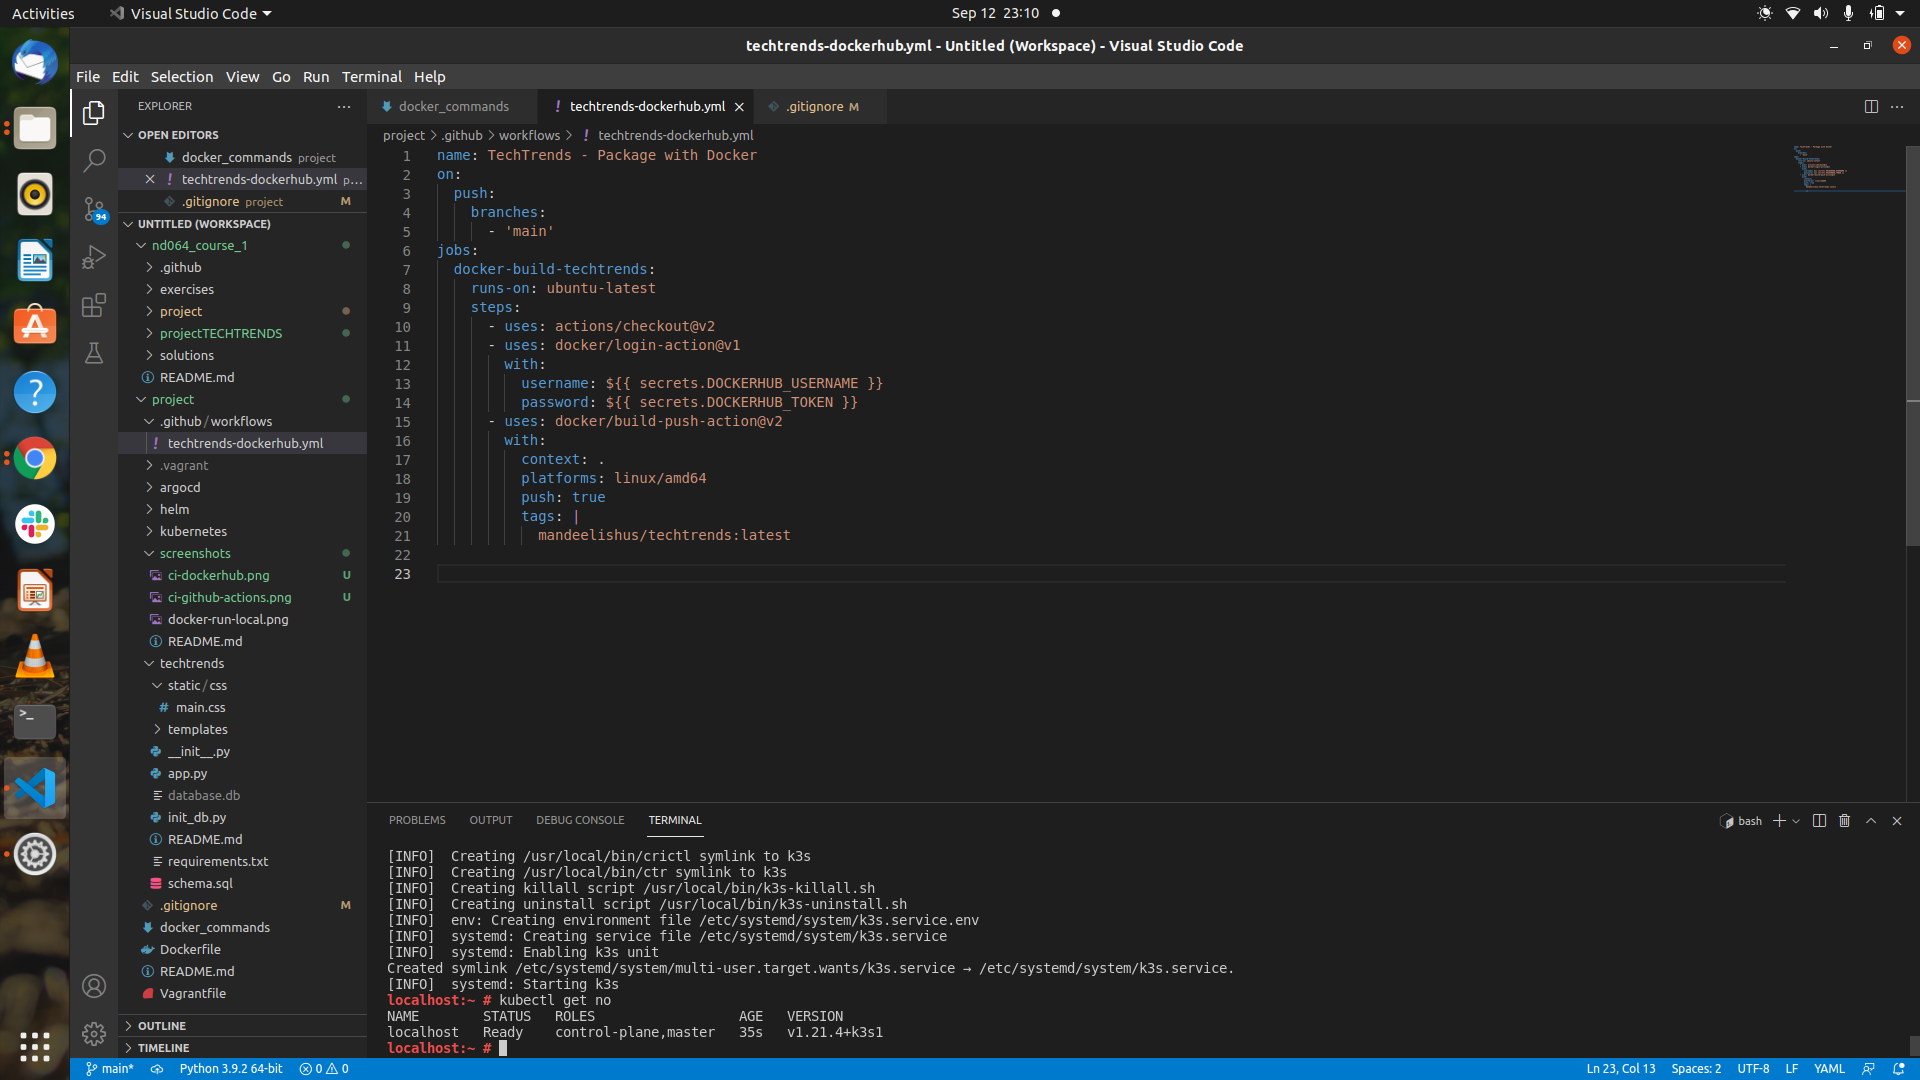 Activities
Visual Studio Code
Sep 12 23:10
techtrends-dockerhub.yml - Untitled (Workspace) - Visual Studio Code
File Edit Selection View Go Run Terminal Help
EXPLORER
OPEN EDITORS
docker_commands project
techtrends-dockerhub.yml p...
.gitignore project M
94
UNTITLED (WORKSPACE)
nd064_course_1
.github
exercises
project
projectTECHTRENDS
solutions
README.md
project
.github/workflows
techtrends-dockerhub.yml
.vagrant
argocd
helm
kubernetes
screenshots
ci-dockerhub.png U
ci-github-actions.png U
docker-run-local.png
README.md
techtrends
static/css
main.css
templates
__init__.py
app.py
database.db
init_db.py
README.md
requirements.txt
schema.sql
.gitignore M
docker_commands
Dockerfile
README.md
Vagrantfile
OUTLINE
TIMELINE
docker_commands
techtrends-dockerhub.yml
.gitignore M
project > .github > workflows > ! techtrends-dockerhub.yml
1 name: TechTrends - Package with Docker
2 on:
3 push:
4 branches:
5 - 'main'
6 jobs:
7 docker-build-techtrends:
8 runs-on: ubuntu-latest
9 steps:
10 - uses: actions/checkout@v2
11 - uses: docker/login-action@v1
12 with:
13 username: ${{ secrets.DOCKERHUB_USERNAME }}
14 password: ${{ secrets.DOCKERHUB_TOKEN }}
15 - uses: docker/build-push-action@v2
16 with:
17 context: .
18 platforms: linux/amd64
19 push: true
20 tags: |
21 mandeelishus/techtrends:latest
22
23
PROBLEMS OUTPUT DEBUG CONSOLE TERMINAL
bash
[INFO] Creating /usr/local/bin/crictl symlink to k3s
[INFO] Creating /usr/local/bin/ctr symlink to k3s
[INFO] Creating killall script /usr/local/bin/k3s-killall.sh
[INFO] Creating uninstall script /usr/local/bin/k3s-uninstall.sh
[INFO] env: Creating environment file /etc/systemd/system/k3s.service.env
[INFO] systemd: Creating service file /etc/systemd/system/k3s.service
[INFO] systemd: Enabling k3s unit
Created symlink /etc/systemd/system/multi-user.target.wants/k3s.service → /etc/systemd/system/k3s.service.
[INFO] systemd: Starting k3s
localhost:~ # kubectl get no
NAME STATUS ROLES AGE VERSION
localhost Ready control-plane,master 35s v1.21.4+k3s1
localhost:~ #
main* Python 3.9.2 64-bit 0 0 Ln 23, Col 13 Spaces: 2 UTF-8 LF YAML